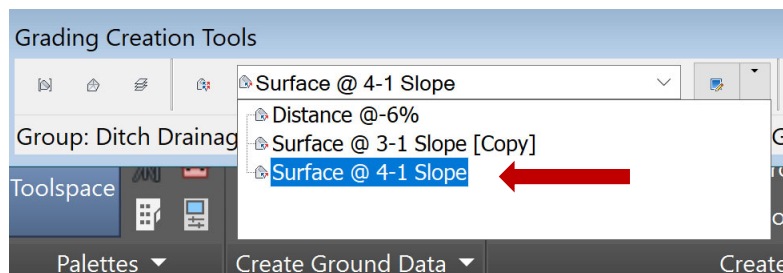 Grading Creation Tools
Surface @ 4-1 Slope
Distance @-6%
Group: Ditch Drainag
Surface @ 3-1 Slope [Copy]
Surface @ 4-1 Slope
Toolspace
Palettes
Create Ground Data
Create